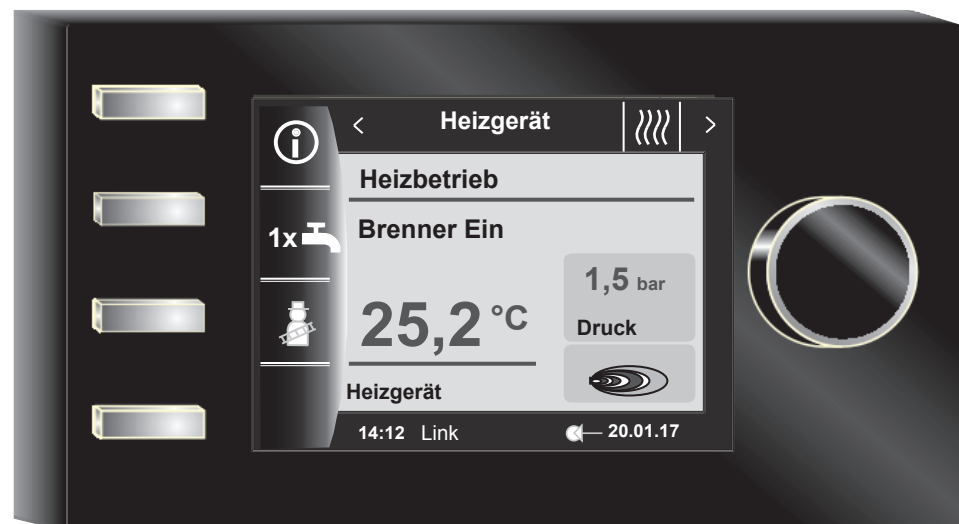 < Heizgerät >
Heizbetrieb
1x
Brenner Ein
1,5 bar
25,2 °C
Druck
Heizgerät
14:12 Link 20.01.17